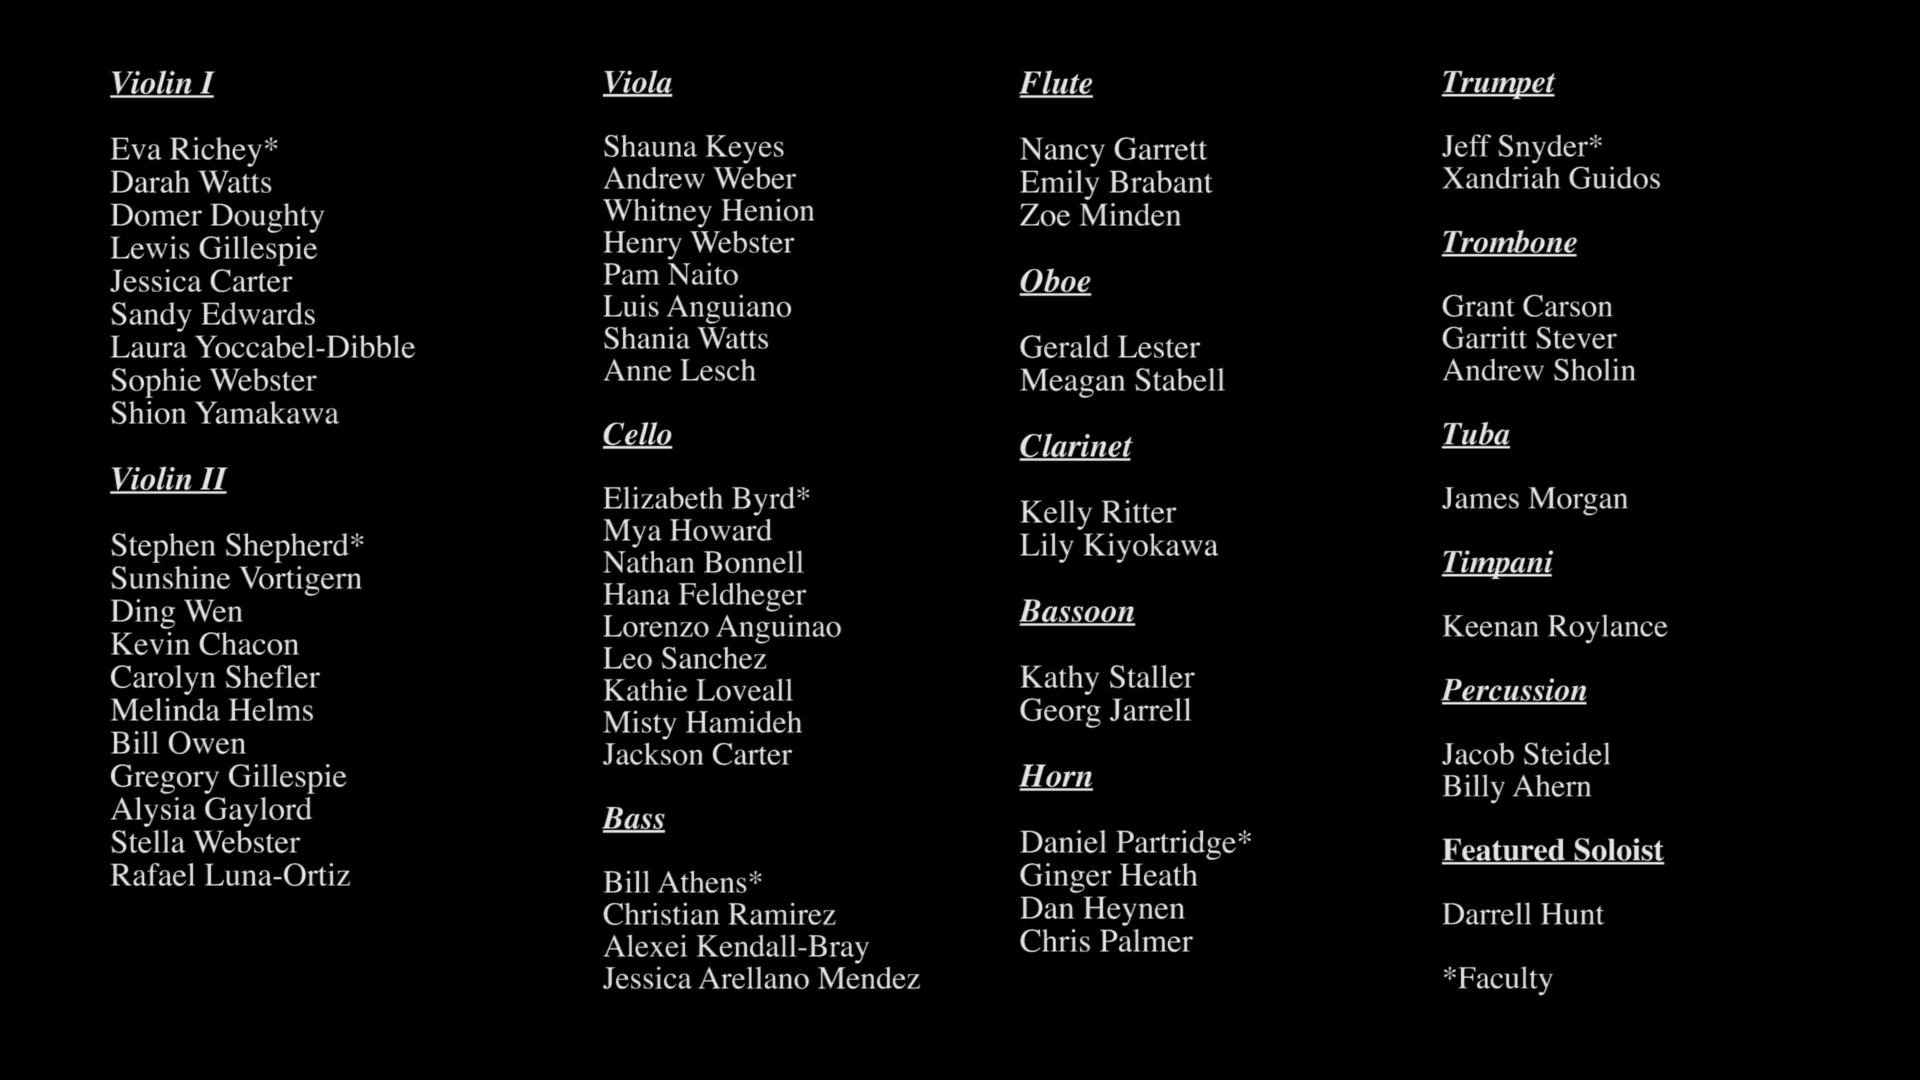 Violin I
Eva Richey*
Darah Watts
Domer Doughty
Lewis Gillespie
Jessica Carter
Sandy Edwards
Laura Yoccabel-Dibble
Sophie Webster
Shion Yamakawa
Violin II
Stephen Shepherd*
Sunshine Vortigern
Ding Wen
Kevin Chacon
Carolyn Shefler
Melinda Helms
Bill Owen
Gregory Gillespie
Alysia Gaylord
Stella Webster
Rafael Luna-Ortiz
Viola
Shauna Keyes
Andrew Weber
Whitney Henion
Henry Webster
Pam Naito
Luis Anguiano
Shania Watts
Anne Lesch
Cello
Elizabeth Byrd*
Mya Howard
Nathan Bonnell
Hana Feldheger
Lorenzo Anguinao
Leo Sanchez
Kathie Loveall
Misty Hamideh
Jackson Carter
Bass
Bill Athens*
Christian Ramirez
Alexei Kendall-Bray
Jessica Arellano Mendez
Flute
Nancy Garrett
Emily Brabant
Zoe Minden
Oboe
Gerald Lester
Meagan Stabell
Clarinet
Kelly Ritter
Lily Kiyokawa
Bassoon
Kathy Staller
Georg Jarrell
Horn
Daniel Partridge*
Ginger Heath
Dan Heynen
Chris Palmer
Trumpet
Jeff Snyder*
Xandriah Guidos
Trombone
Grant Carson
Garritt Stever
Andrew Sholin
Tuba
James Morgan
Timpani
Keenan Roylance
Percussion
Jacob Steidel
Billy Ahern
Featured Soloist
Darrell Hunt
*Faculty